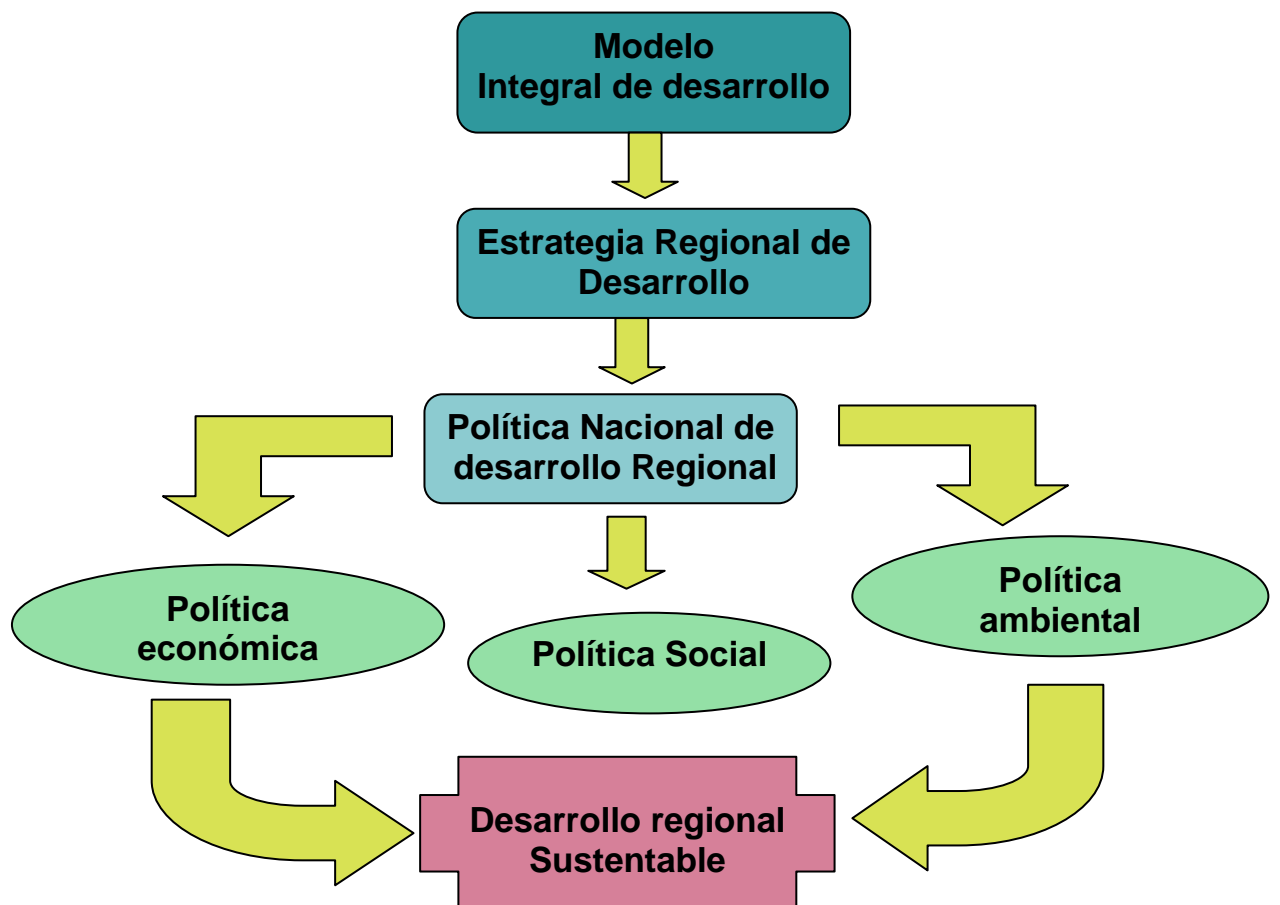 Modelo
Integral de desarrollo
Estrategia Regional de
Desarrollo
Política Nacional de
desarrollo Regional
Política
económica
Política Social
Política
ambiental
Desarrollo regional
Sustentable